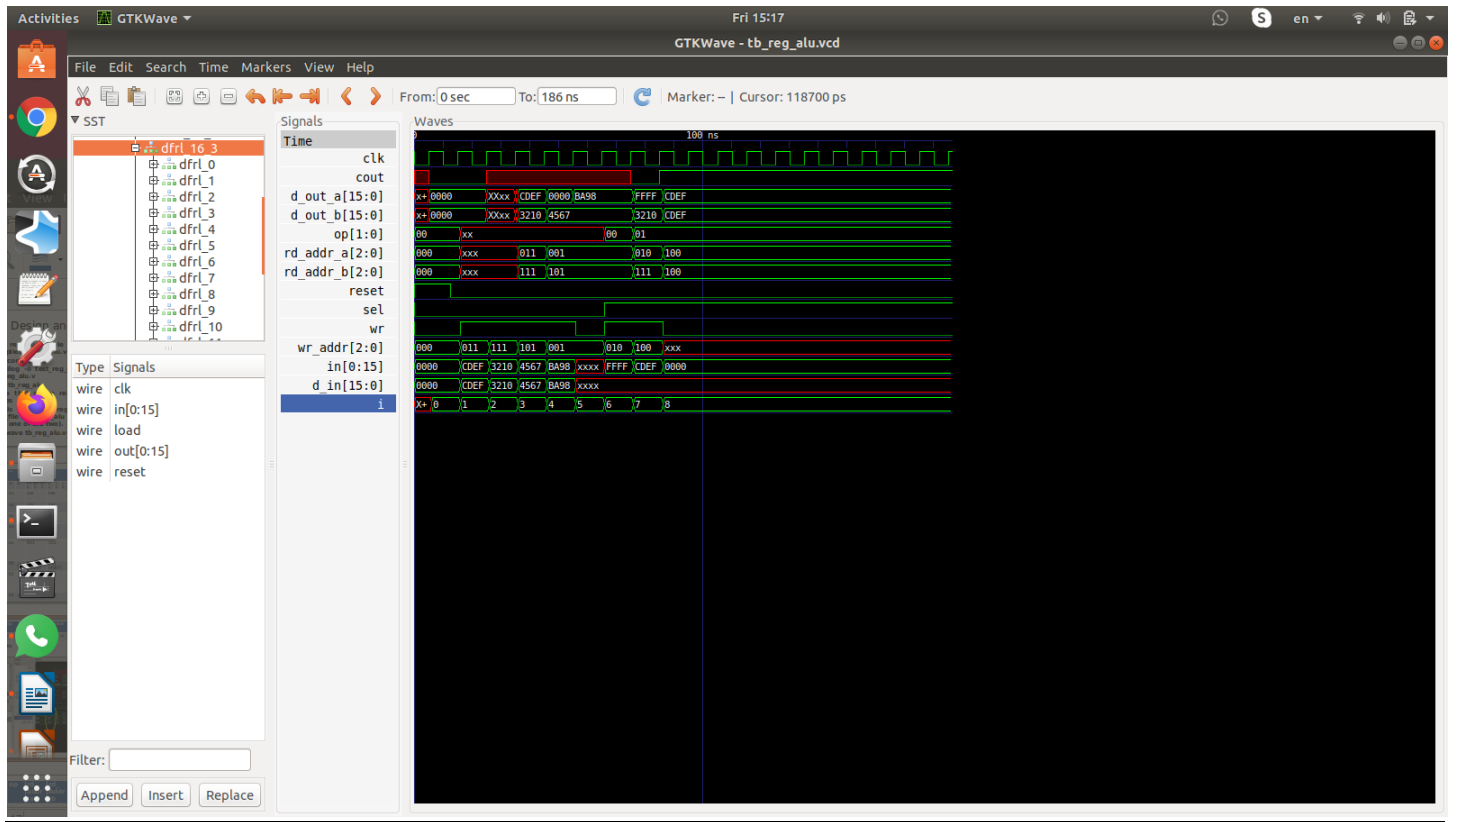 Activities GTKWave Fri 15:17 S en
GTKWave - tb_reg_alu.vcd
File Edit Search Time Markers View Help
From: 0 sec To: 186 ns Marker: -- | Cursor: 118700 ps
SST
dfrl_16_3
dfrl_0
dfrl_1
dfrl_2
dfrl_3
dfrl_4
dfrl_5
dfrl_6
dfrl_7
dfrl_8
dfrl_9
dfrl_10
Type Signals
wire clk
wire in[0:15]
wire load
wire out[0:15]
wire reset
Filter:
Append Insert Replace
Signals
Time
clk
cout
d_out_a[15:0]
d_out_b[15:0]
op[1:0]
rd_addr_a[2:0]
rd_addr_b[2:0]
reset
sel
wr
wr_addr[2:0]
in[0:15]
d_in[15:0]
i
Waves
100 ns
x+ 0000 XXxx CDEF 0000 BA98 FFFF CDEF
x+ 0000 XXxx 3210 4567 3210 CDEF
00 xx 00 01
000 xxx 011 001 010 100
000 xxx 111 101 111 100
000 011 111 101 001 010 100 xxx
0000 CDEF 3210 4567 BA98 xxxx FFFF CDEF 0000
0000 CDEF 3210 4567 BA98 xxxx
X+ 0 1 2 3 4 5 6 7 8